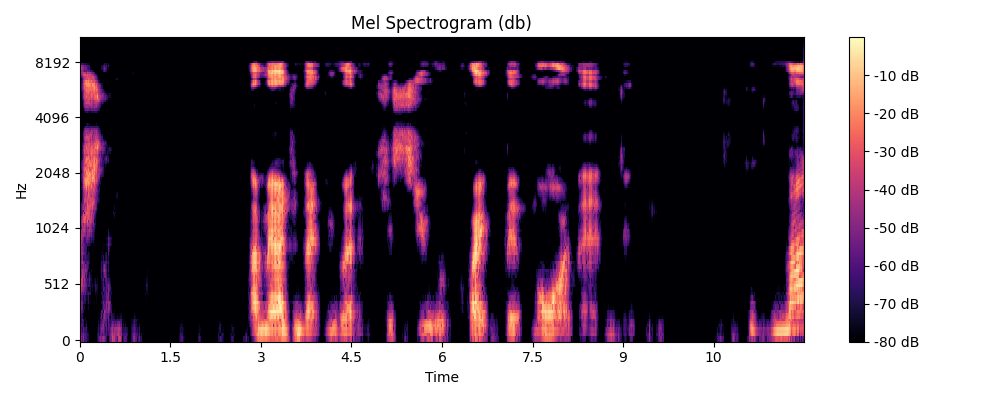 Mel Spectrogram (db)
8192
4096
2048
1024
512
0
Hz
0 1.5 3 4.5 6 7.5 9 10
Time
-10 dB
-20 dB
-30 dB
-40 dB
-50 dB
-60 dB
-70 dB
-80 dB